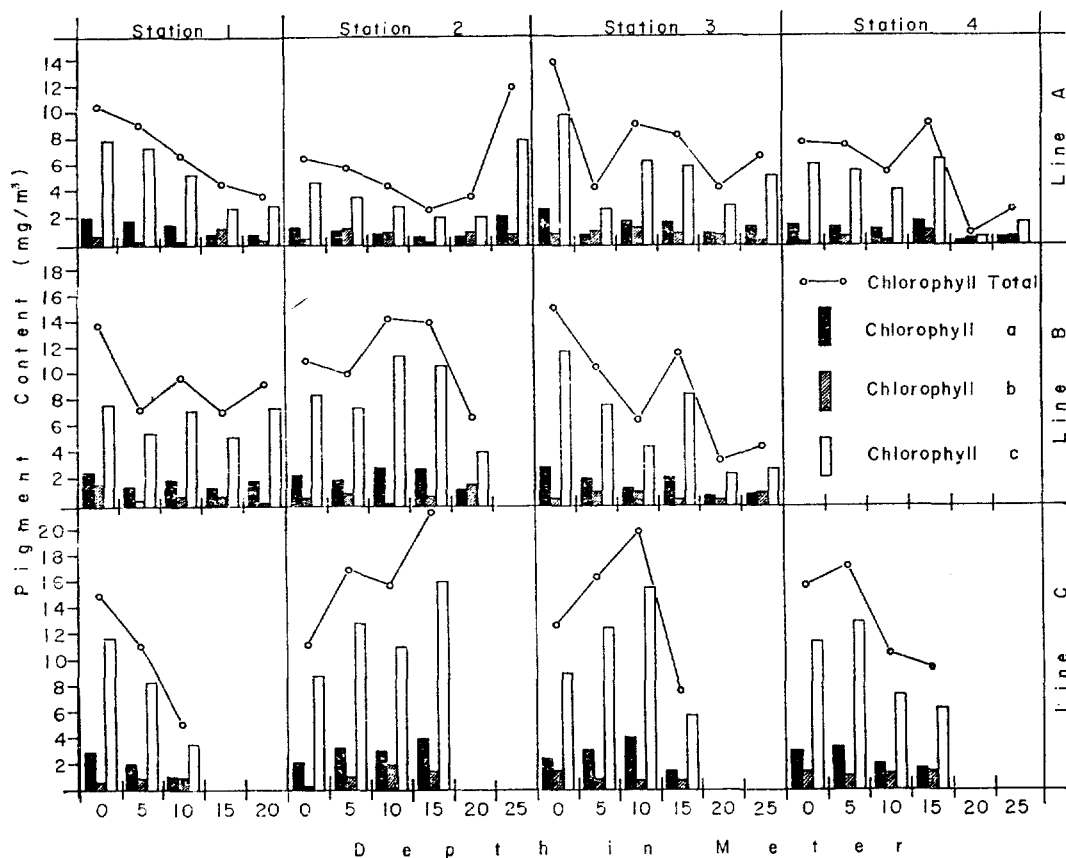 Station 1 Station 2 Station 3 Station 4
14
12
10
8
6
4
2
Line A
18
16
14
12
10
8
6
4
2
Line B
Chlorophyll Total
Chlorophyll a
Chlorophyll b
Chlorophyll c
20
18
16
14
12
10
8
6
4
2
Line C
Pigment Content (mg/m³)
0 5 10 15 20 0 5 10 15 20 25 0 5 10 15 20 25 0 5 10 15 20 25
Depth in Meter